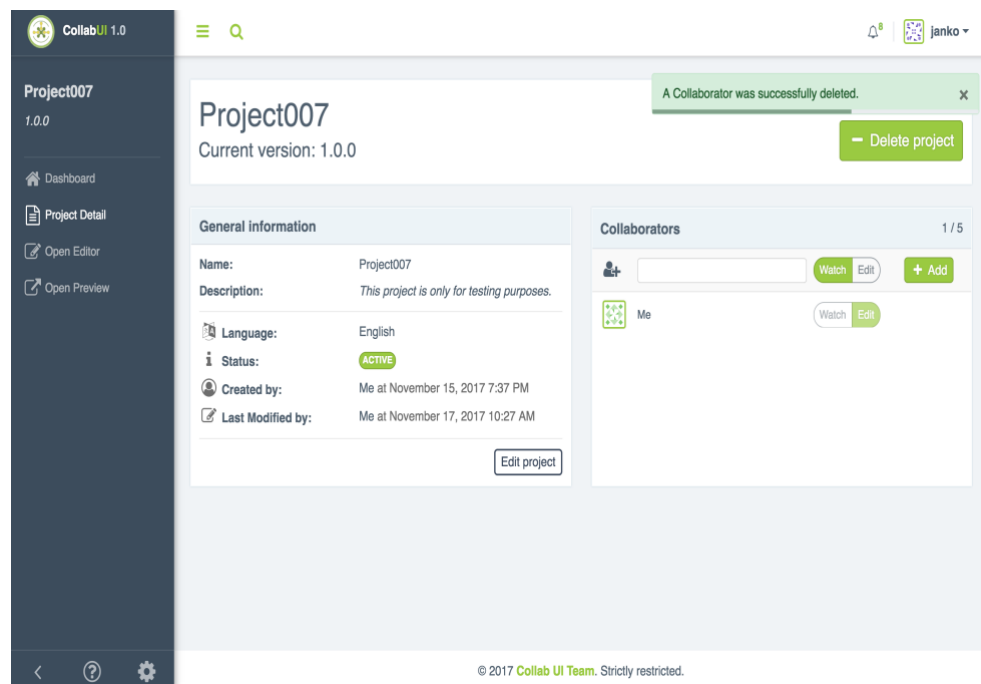 CollabUI 1.0
8
janko
Project007
1.0.0
Dashboard
Project Detail
Open Editor
Open Preview
A Collaborator was successfully deleted.
Project007
Current version: 1.0.0
Delete project
General information
Name: Project007
Description: This project is only for testing purposes.
Language: English
Status: ACTIVE
Created by: Me at November 15, 2017 7:37 PM
Last Modified by: Me at November 17, 2017 10:27 AM
Edit project
Collaborators 1 / 5
Watch Edit + Add
Me Watch Edit
© 2017 Collab UI Team. Strictly restricted.